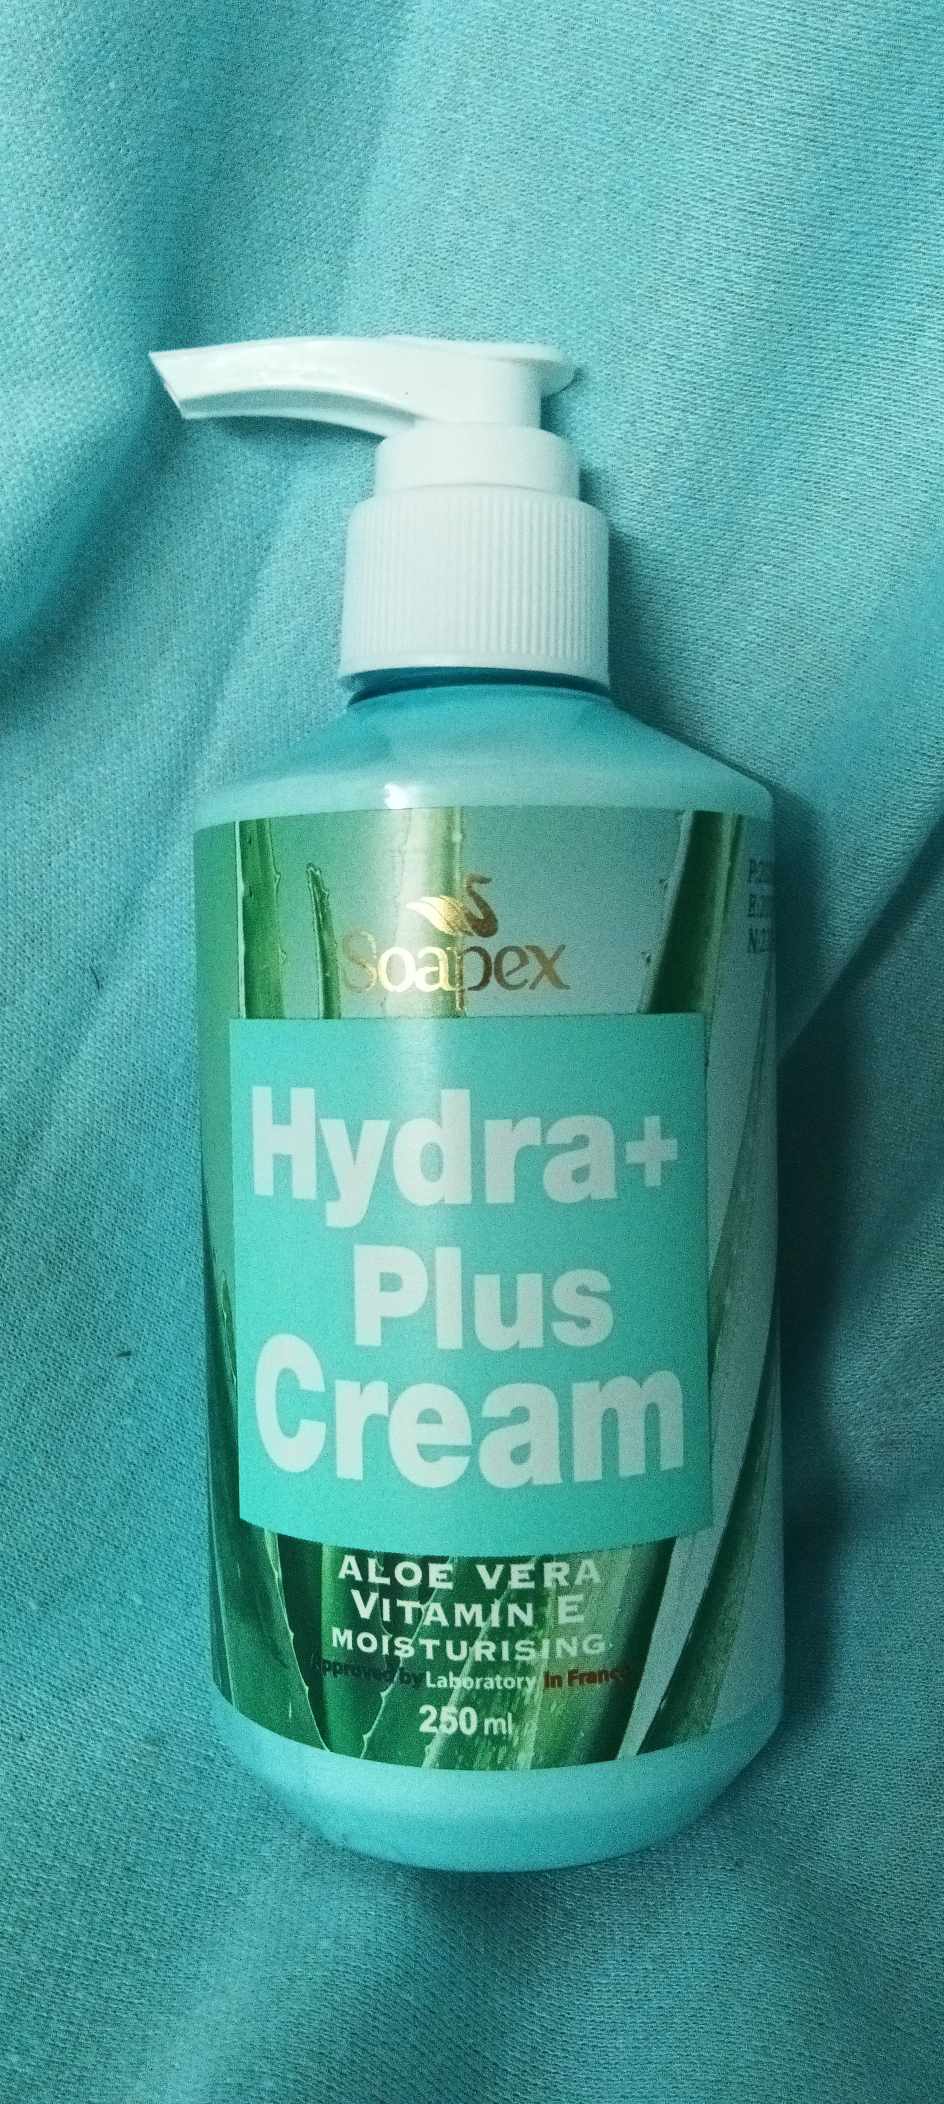 Soapex
Hydra+
Plus
Cream
ALOE VERA
VITAMIN E
MOISTURISING
Approved by Laboratory In France
250 ml